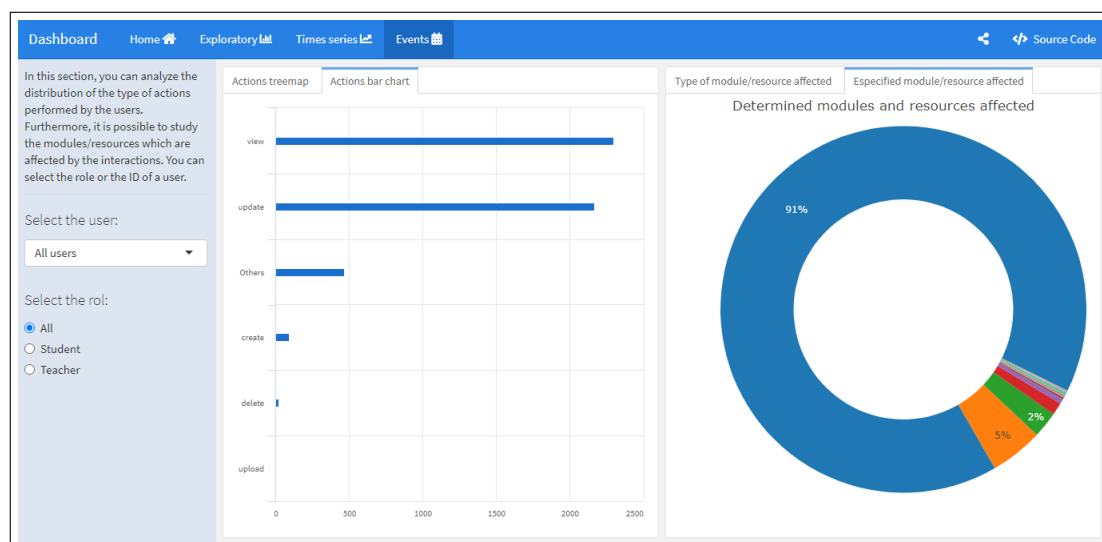 Dashboard Home Exploratory Times series Events Source Code
In this section, you can analyze the
distribution of the type of actions
performed by the users.
Furthermore, it is possible to study
the modules/resources which are
affected by the interactions. You can
select the role or the ID of a user.
Select the user:
All users
Select the rol:
All
Student
Teacher
Actions treemap Actions bar chart
view
update
Others
create
delete
upload
0 500 1000 1500 2000 2500
Type of module/resource affected Especified module/resource affected
Determined modules and resources affected
91%
2%
5%